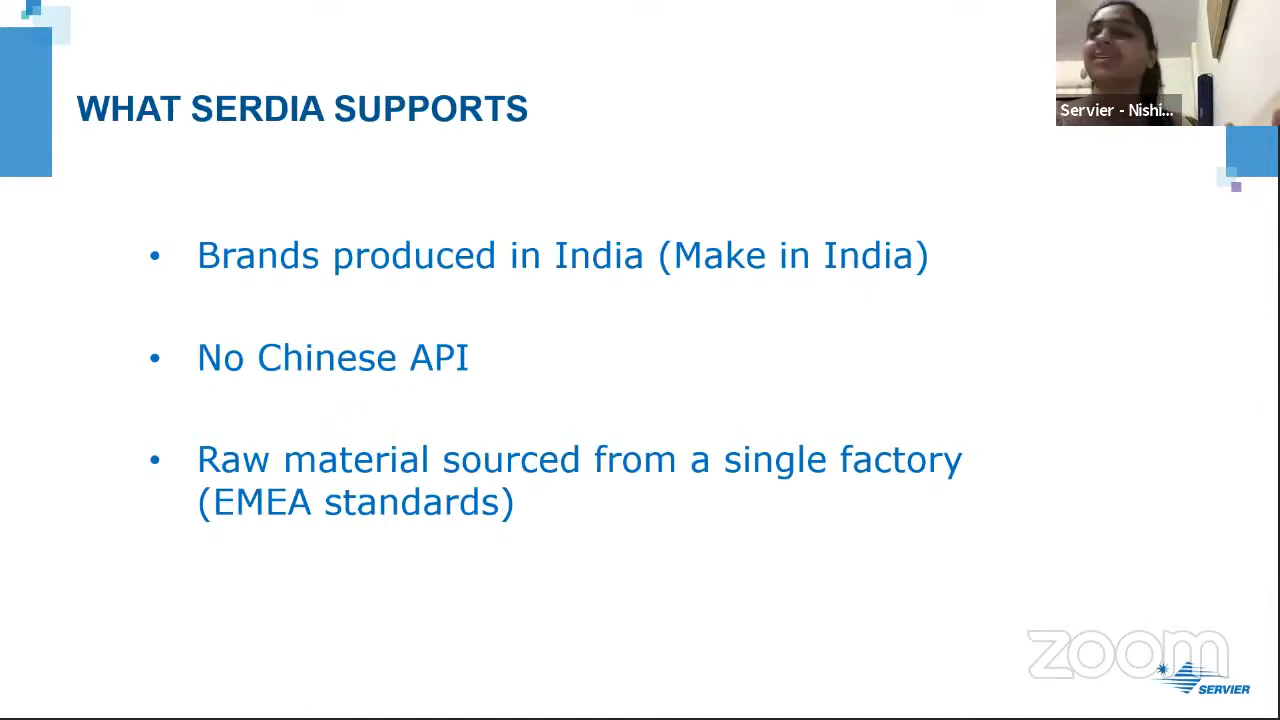 WHAT SERDIA SUPPORTS
Servier - Nishi...
• Brands produced in India (Make in India)
• No Chinese API
• Raw material sourced from a single factory
(EMEA standards)
zoom
SERVIER